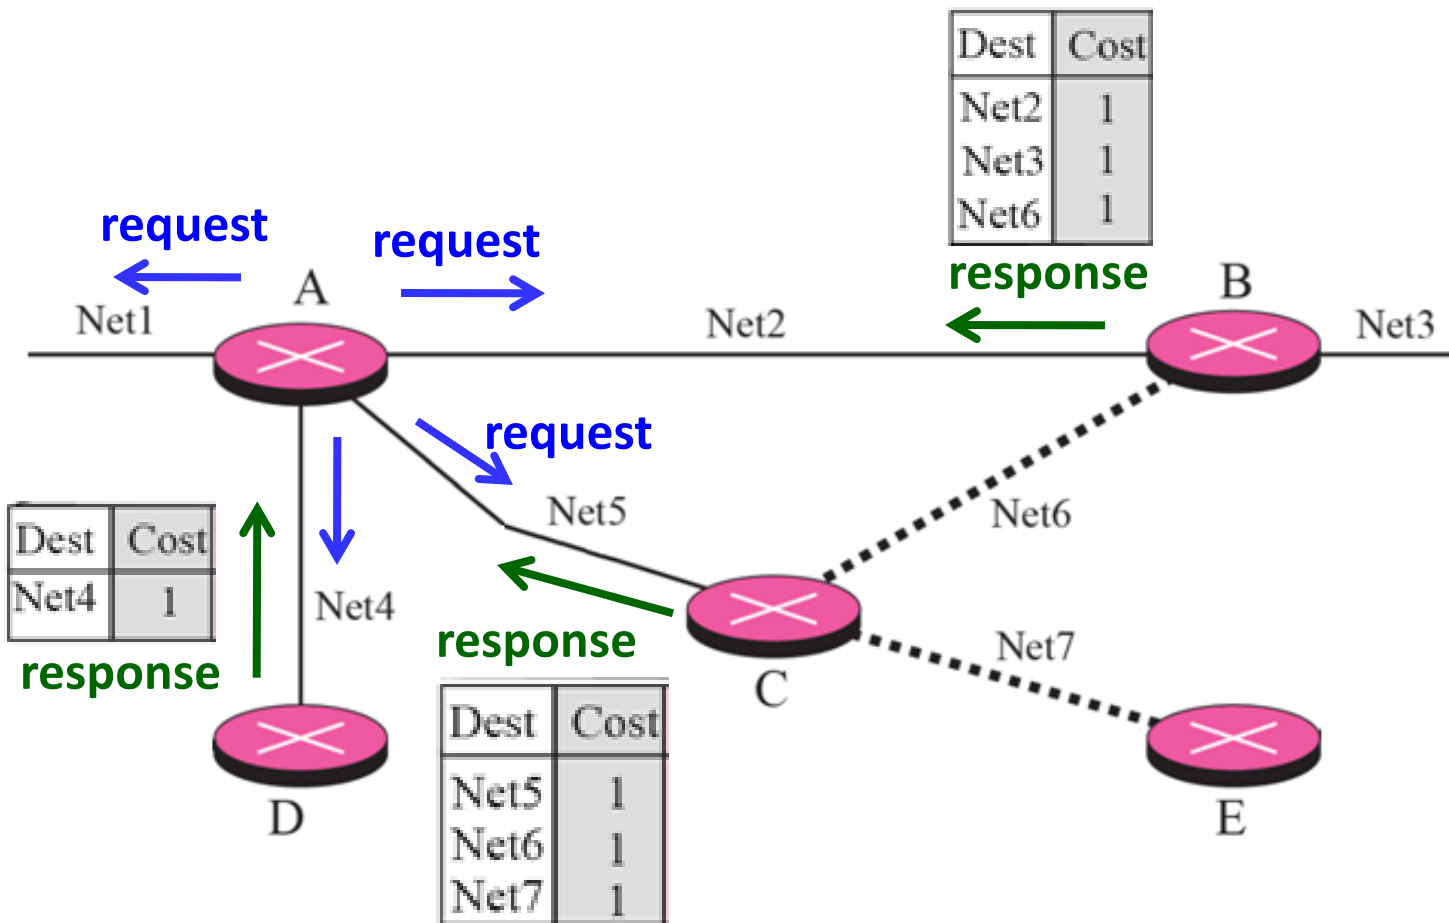 Dest Cost
Net2 1
Net3 1
Net6 1
request
request
response
A
B
Net1
Net2
Net3
request
Net5
Net6
Dest Cost
Net4 1
Net4
response
response
C
Net7
D
E
Dest Cost
Net5 1
Net6 1
Net7 1